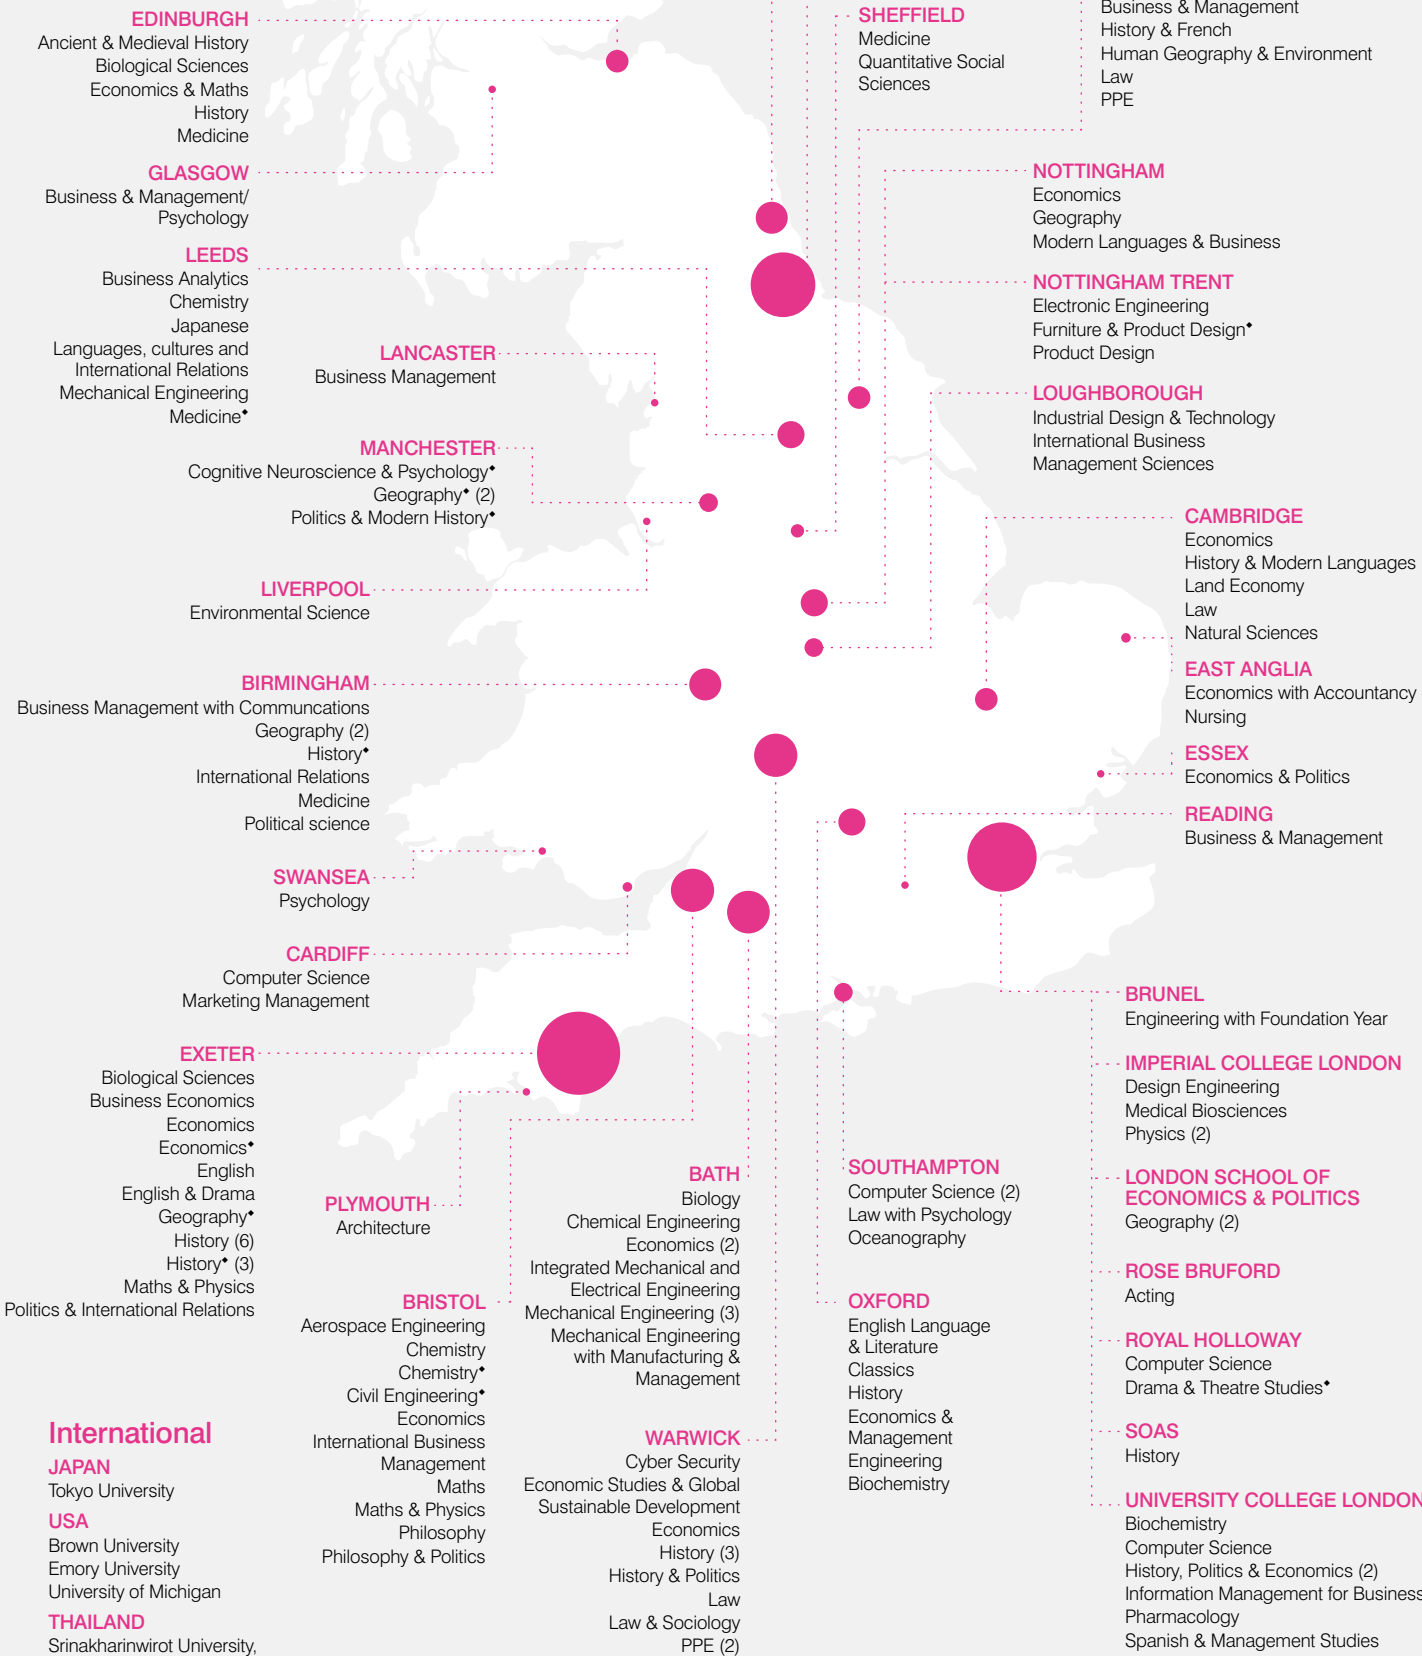 EDINBURGH
Ancient & Medieval History
Biological Sciences
Economics & Maths
History
Medicine
GLASGOW
Business & Management/
Psychology
LEEDS
Business Analytics
Chemistry
Japanese
Languages, cultures and
International Relations
Mechanical Engineering
Medicine◆
LANCASTER
Business Management
MANCHESTER
Cognitive Neuroscience & Psychology◆
Geography◆ (2)
Politics & Modern History◆
LIVERPOOL
Environmental Science
BIRMINGHAM
Business Management with Communcations
Geography (2)
History◆
International Relations
Medicine
Political science
SWANSEA
Psychology
CARDIFF
Computer Science
Marketing Management
EXETER
Biological Sciences
Business Economics
Economics
Economics◆
English
English & Drama
Geography◆
History (6)
History◆ (3)
Maths & Physics
Politics & International Relations
PLYMOUTH
Architecture
BRISTOL
Aerospace Engineering
Chemistry
Chemistry◆
Civil Engineering◆
Economics
International Business
Management
Maths
Maths & Physics
Philosophy
Philosophy & Politics
BATH
Biology
Chemical Engineering
Economics (2)
Integrated Mechanical and
Electrical Engineering
Mechanical Engineering (3)
Mechanical Engineering
with Manufacturing &
Management
WARWICK
Cyber Security
Economic Studies & Global
Sustainable Development
Economics
History (3)
History & Politics
Law
Law & Sociology
PPE (2)
SHEFFIELD
Medicine
Quantitative Social
Sciences
Business & Management
History & French
Human Geography & Environment
Law
PPE
NOTTINGHAM
Economics
Geography
Modern Languages & Business
NOTTINGHAM TRENT
Electronic Engineering
Furniture & Product Design◆
Product Design
LOUGHBOROUGH
Industrial Design & Technology
International Business
Management Sciences
CAMBRIDGE
Economics
History & Modern Languages
Land Economy
Law
Natural Sciences
EAST ANGLIA
Economics with Accountancy
Nursing
ESSEX
Economics & Politics
READING
Business & Management
SOUTHAMPTON
Computer Science (2)
Law with Psychology
Oceanography
OXFORD
English Language
& Literature
Classics
History
Economics &
Management
Engineering
Biochemistry
BRUNEL
Engineering with Foundation Year
IMPERIAL COLLEGE LONDON
Design Engineering
Medical Biosciences
Physics (2)
LONDON SCHOOL OF
ECONOMICS & POLITICS
Geography (2)
ROSE BRUFORD
Acting
ROYAL HOLLOWAY
Computer Science
Drama & Theatre Studies◆
SOAS
History
UNIVERSITY COLLEGE LONDON
Biochemistry
Computer Science
History, Politics & Economics (2)
Information Management for Business
Pharmacology
Spanish & Management Studies
International
JAPAN
Tokyo University
USA
Brown University
Emory University
University of Michigan
THAILAND
Srinakharinwirot University,